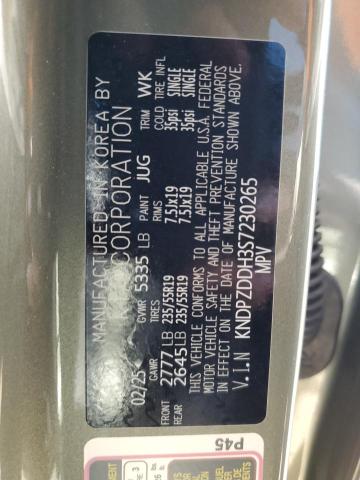 MANUFACTURED IN KOREA BY
CORPORATION
02/25 GVWR 5335 LB PAINT JUG TRIM WK
GAWR TIRES RIMS COLD TIRE INFL
FRONT 2777 LB 235/55R19 7.5JX19 35psi SINGLE
REAR 2645 LB 235/55R19 7.5JX19 35psi SINGLE
THIS VEHICLE CONFORMS TO ALL APPLICABLE U.S.A. FEDERAL
MOTOR VEHICLE SAFETY AND THEFT PREVENTION STANDARDS
IN EFFECT ON THE DATE OF MANUFACTURE SHOWN ABOVE.
V.I.N KNDPZDDH3S7230265
MPV
P45